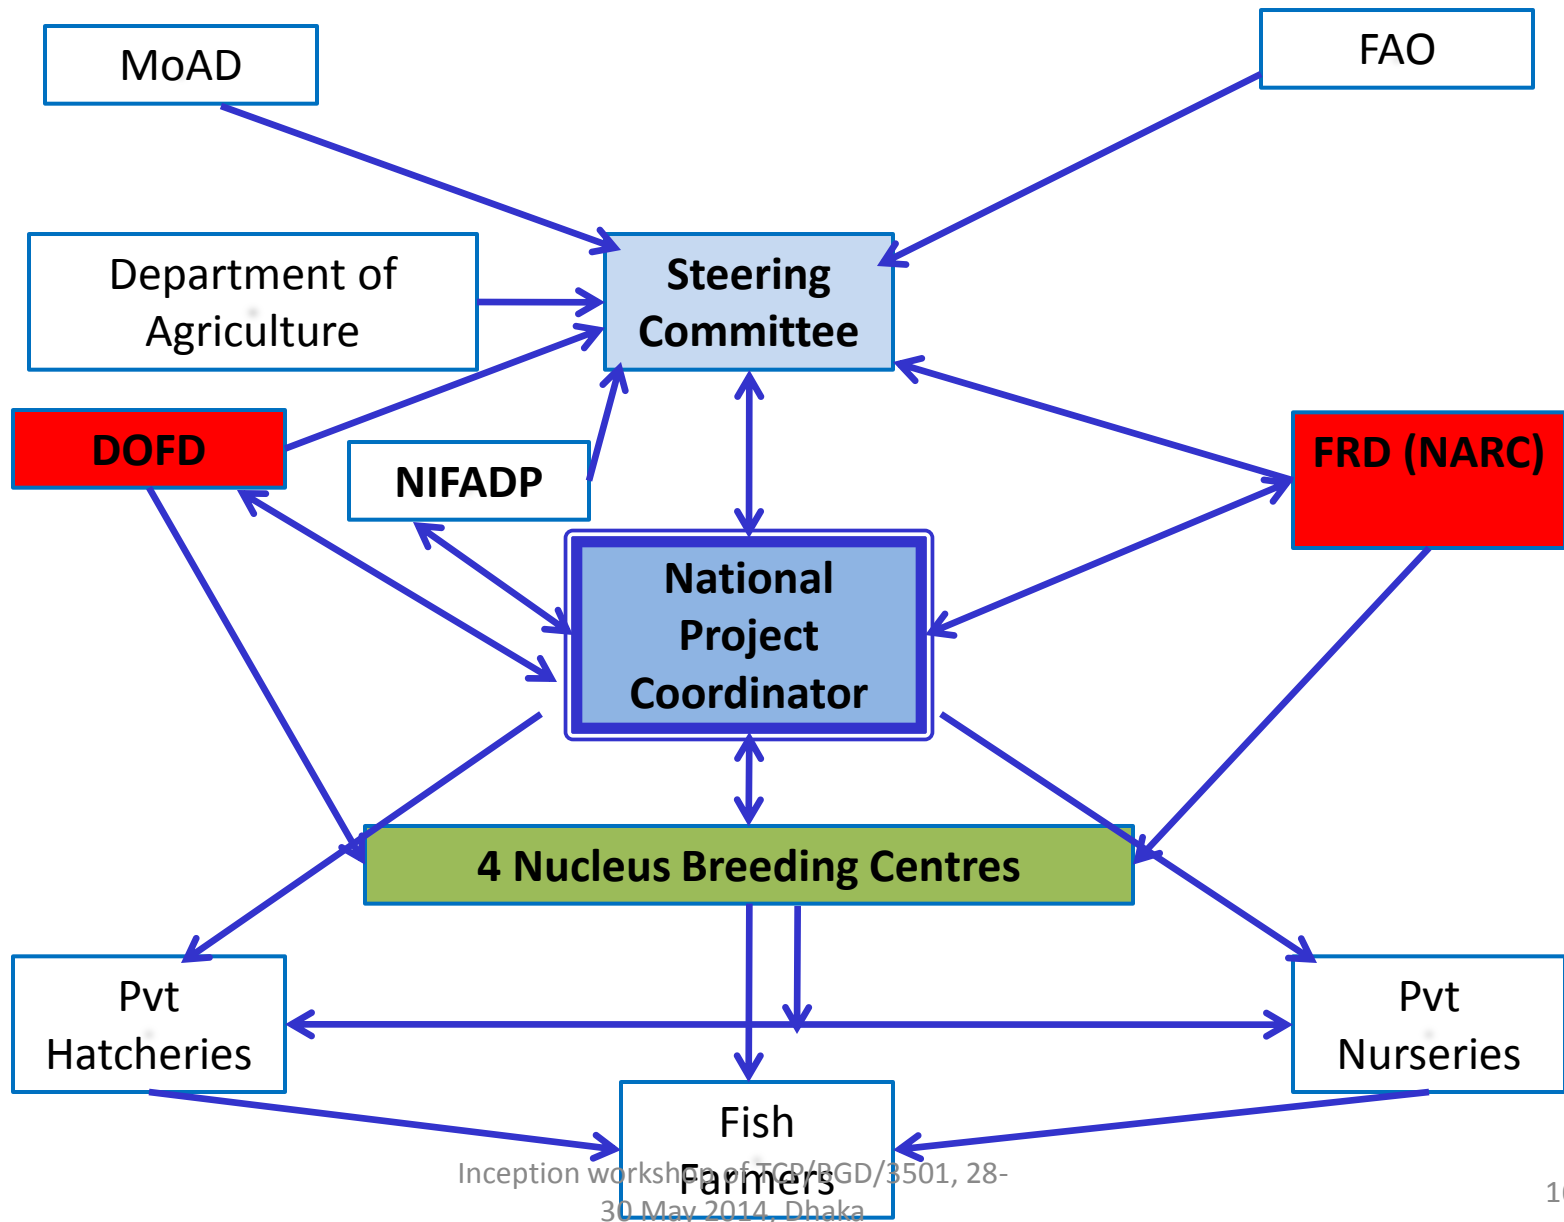 MoAD
FAO
Department of
Agriculture
Steering
Committee
DOFD
NIFADP
FRD (NARC)
National
Project
Coordinator
4 Nucleus Breeding Centres
Pvt
Hatcheries
Pvt
Nurseries
Fish
Farmers
Inception workshop of TCP/BGD/3501, 28-
30 May 2014, Dhaka